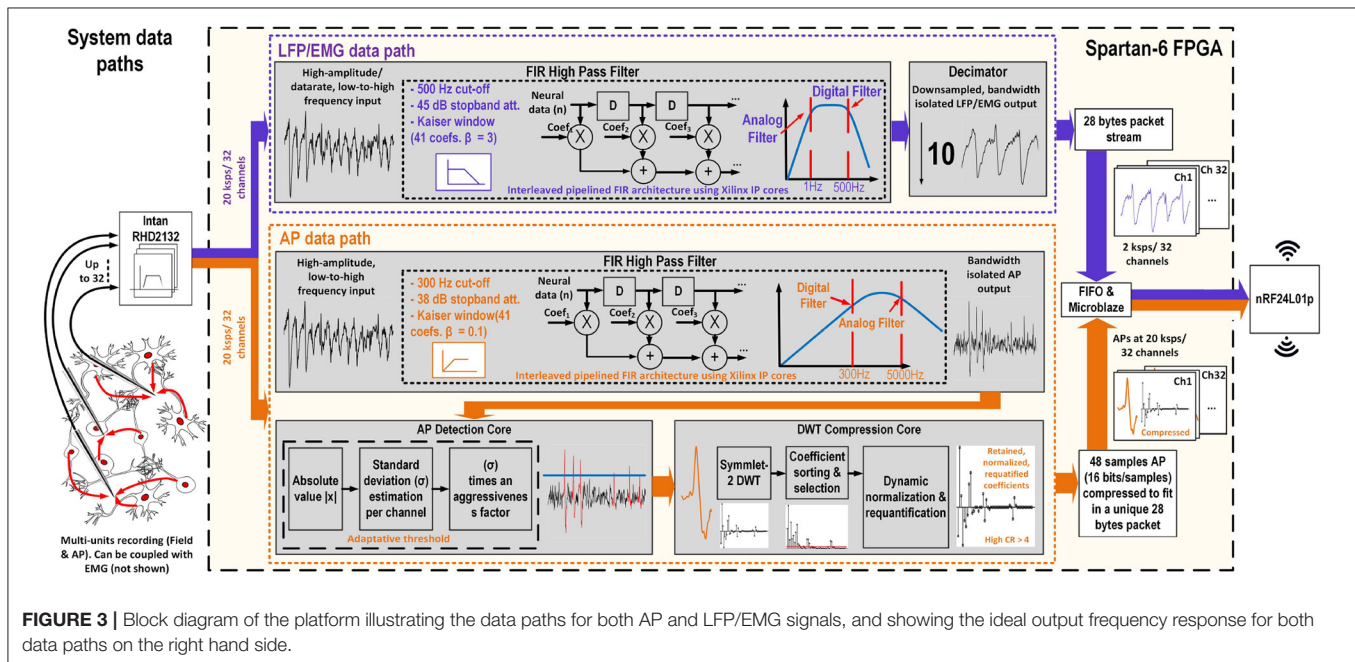 System data
paths
LFP/EMG data path
Spartan-6 FPGA
High-amplitude/
datarate, low-to-high
frequency input
FIR High Pass Filter
- 500 Hz cut-off
- 45 dB stopband att.
- Kaiser window
(41 coefs. β = 3)
Neural
data (n)
D
D
...
Coef₁
Coef₂
Coef₃
X
X
X
...
+
+
...
Interleaved pipelined FIR architecture using Xilinx IP cores
Digital Filter
Analog
Filter
1Hz
500Hz
Decimator
Downsampled, bandwidth
isolated LFP/EMG output
10
28 bytes packet
stream
Ch 32
Ch1
...
2 ksps/ 32
channels
20 ksps/ 32
channels
Intan
RHD2132
Up
to 32
20 ksps/ 32
channels
Multi-units recording (Field
& AP). Can be coupled with
EMG (not shown)
AP data path
High-amplitude,
low-to-high
frequency input
FIR High Pass Filter
- 300 Hz cut-off
- 38 dB stopband att.
- Kaiser window(41
coefs. β = 0.1)
Neural
data (n)
D
D
...
Coef₁
Coef₂
Coef₃
X
X
X
...
+
+
...
Interleaved pipelined FIR architecture using Xilinx IP cores
Digital
Filter
Analog Filter
300Hz
5000Hz
Bandwidth
isolated AP
output
FIFO &
Microblaze
nRF24L01p
APs at 20 ksps/
32 channels
Ch32
Ch1
...
Compressed
48 samples AP
(16 bits/samples)
compressed to fit
in a unique 28
bytes packet
AP Detection Core
Absolute
value |x|
Standard
deviation (σ)
estimation
per channel
(σ)
times an
aggressivenes
s factor
Adaptative threshold
DWT Compression Core
Symmlet-
2 DWT
Coefficient
sorting &
selection
Dynamic
normalization &
requantification
Retained,
normalized,
requatified
coefficients
High CR > 4
FIGURE 3 | Block diagram of the platform illustrating the data paths for both AP and LFP/EMG signals, and showing the ideal output frequency response for both
data paths on the right hand side.